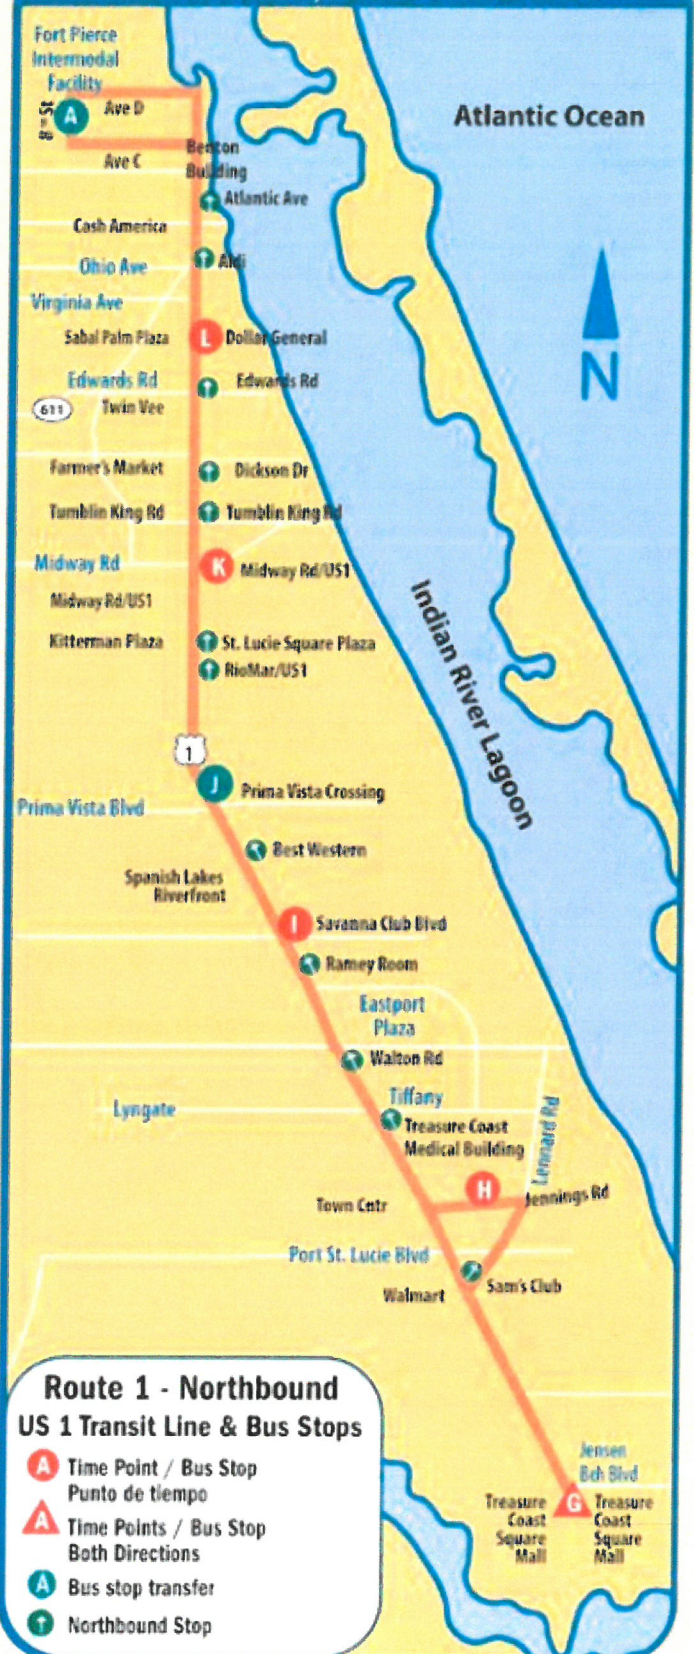 Fort Pierce
Intermodal
Facility
A
Ave D
Atlantic Ocean
Ave C
Benton
Building
Atlantic Ave
Cash America
Aldi
Ohio Ave
Virginia Ave
Sabal Palm Plaza
L
Dollar General
Edwards Rd
Edwards Rd
N
611
Twin Vee
Farmer's Market
Dickson Dr
Tumblin King Rd
Tumblin King Rd
Midway Rd
K
Midway Rd/US1
Midway Rd/US1
Kitterman Plaza
St. Lucie Square Plaza
RioMar/US1
Indian River Lagoon
1
J
Prima Vista Crossing
Prima Vista Blvd
Best Western
Spanish Lakes
Riverfront
I
Savanna Club Blvd
Ramey Room
Eastport
Plaza
Walton Rd
Tiffany
Lyngate
Treasure Coast
Medical Building
Lennard Rd
H
Jennings Rd
Town Cntr
Port St. Lucie Blvd
Sam's Club
Walmart
Route 1 - Northbound
US 1 Transit Line & Bus Stops
A Time Point / Bus Stop
Punto de tiempo
A Time Points / Bus Stop
Both Directions
A Bus stop transfer
Northbound Stop
Jensen
Bch Blvd
G
Treasure
Coast
Square
Mall
Treasure
Coast
Square
Mall